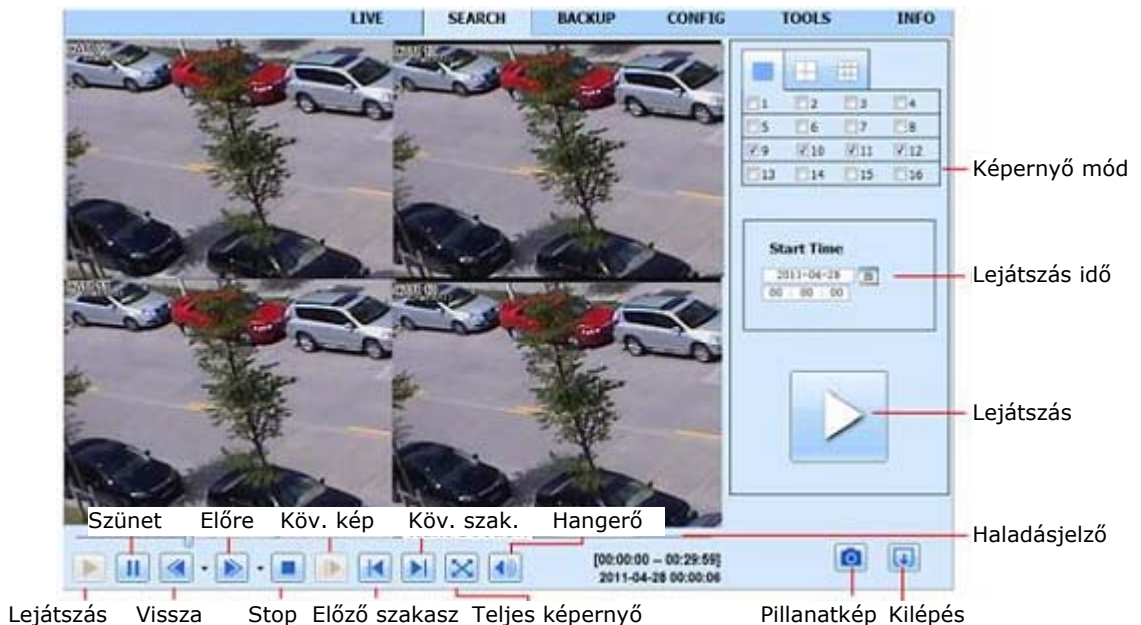 LIVE SEARCH BACKUP CONFIG TOOLS INFO
1 2 3 4
5 6 7 8
9 10 11 12
13 14 15 16
Képernyő mód
Start Time
2011-04-28
00 : 00 : 00
Lejátszás idő
Lejátszás
Szünet Előre Köv. kép Köv. szak. Hangerő
Haladásjelző
[00:00:00 -- 00:29:59]
2011-04-28 00:00:06
Lejátszás Vissza Stop Előző szakasz Teljes képernyő Pillanatkép Kilépés